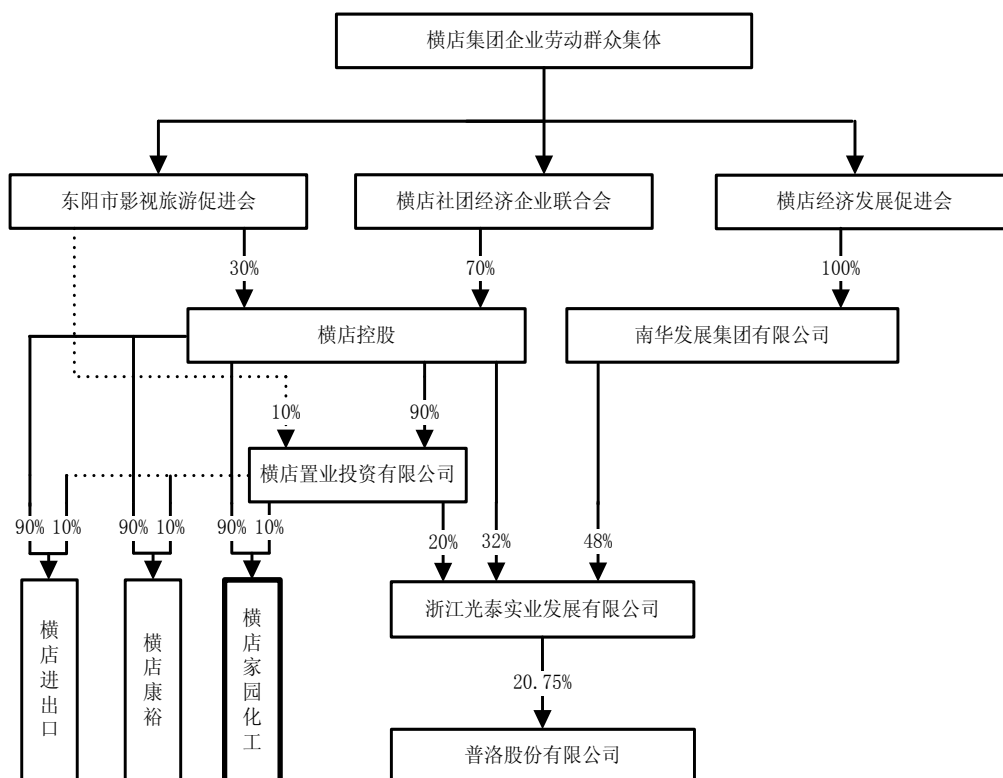 横店集团企业劳动群众集体
东阳市影视旅游促进会
横店社团经济企业联合会
横店经济发展促进会
30%
70%
100%
横店控股
南华发展集团有限公司
10%
90%
横店置业投资有限公司
90%
10%
90%
10%
90%
10%
20%
32%
48%
横店进出口
横店康裕
横店家园化工
浙江光泰实业发展有限公司
20.75%
普洛股份有限公司